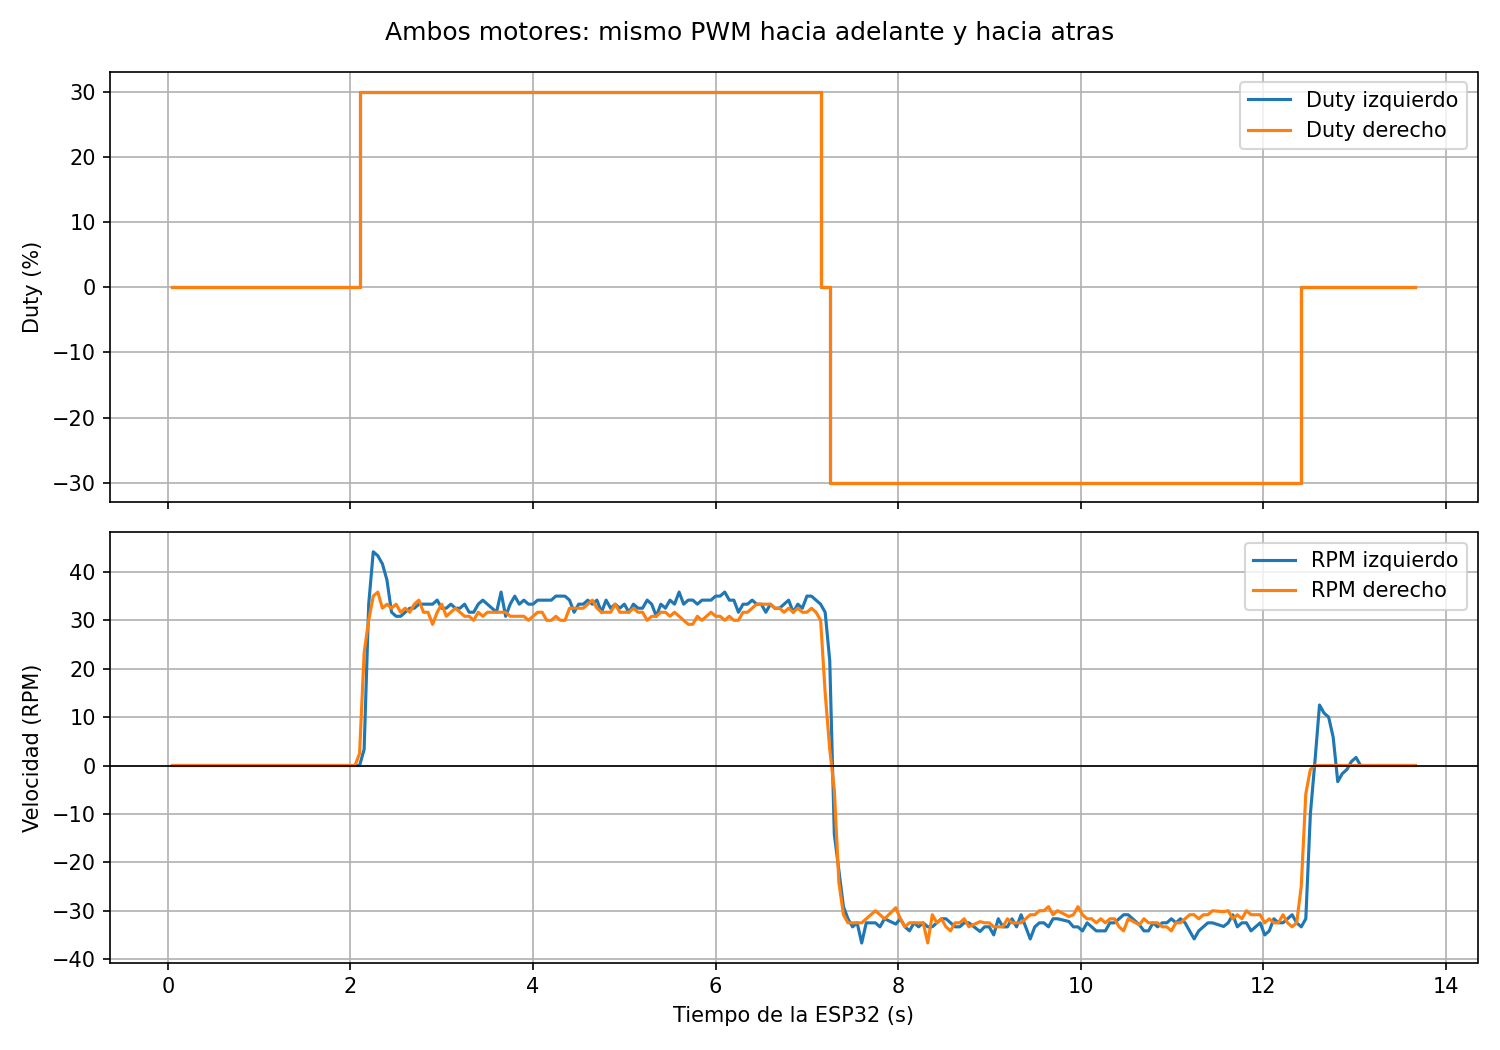 Ambos motores: mismo PWM hacia adelante y hacia atras
30
20
10
0
−10
−20
−30
Duty (%)
Duty izquierdo
Duty derecho
40
30
20
10
0
−10
−20
−30
−40
Velocidad (RPM)
RPM izquierdo
RPM derecho
0 2 4 6 8 10 12 14
Tiempo de la ESP32 (s)